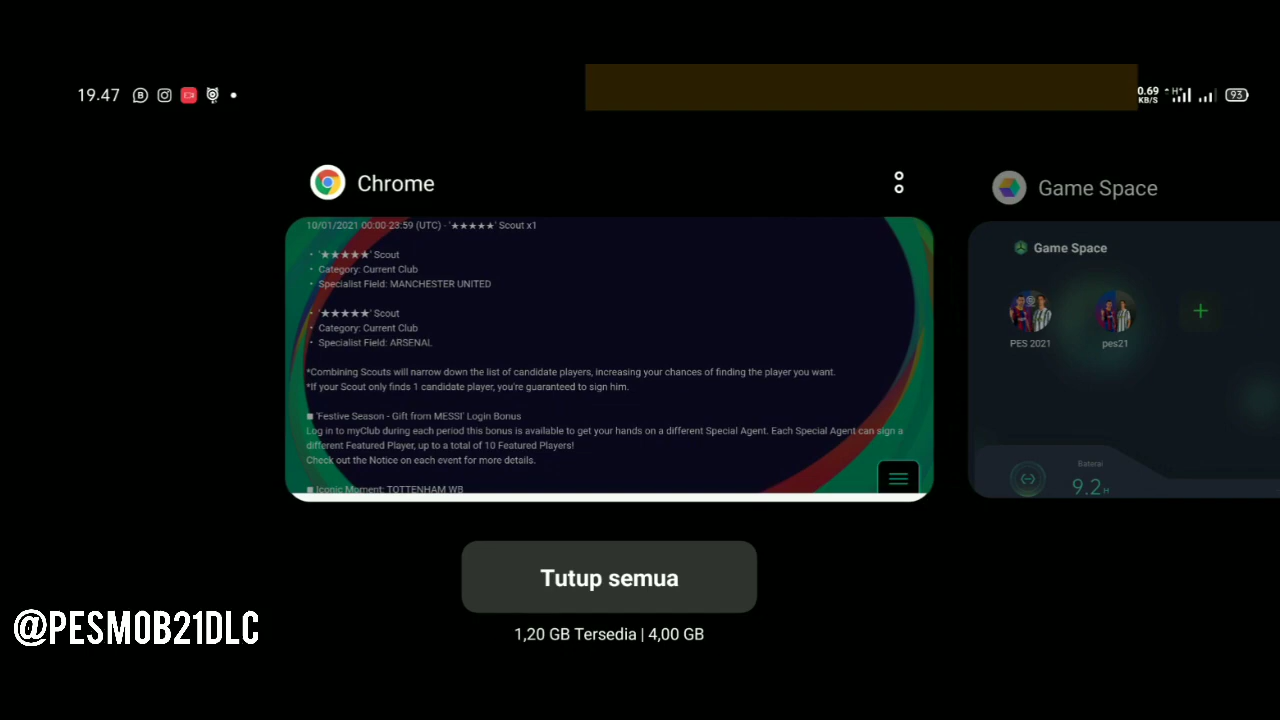 19.47
0.69
KB/S
H+
93
Chrome
Game Space
10/01/2021 00:00-23:59 (UTC) · '★★★★★' Scout x1
• '★★★★★' Scout
• Category: Current Club
• Specialist Field: MANCHESTER UNITED
• '★★★★★' Scout
• Category: Current Club
• Specialist Field: ARSENAL
*Combining Scouts will narrow down the list of candidate players, increasing your chances of finding the player you want.
*If your Scout only finds 1 candidate player, you're guaranteed to sign him.
■ 'Festive Season - Gift from MESSI' Login Bonus
Log in to myClub during each period this bonus is available to get your hands on a different Special Agent. Each Special Agent can sign a
different Featured Player, up to a total of 10 Featured Players!
Check out the Notice on each event for more details.
■ Iconic Moment: TOTTENHAM WB
Game Space
PES 2021
pes21
Baterai
9.2H
Tutup semua
1,20 GB Tersedia | 4,00 GB
@PESMOB21DLC